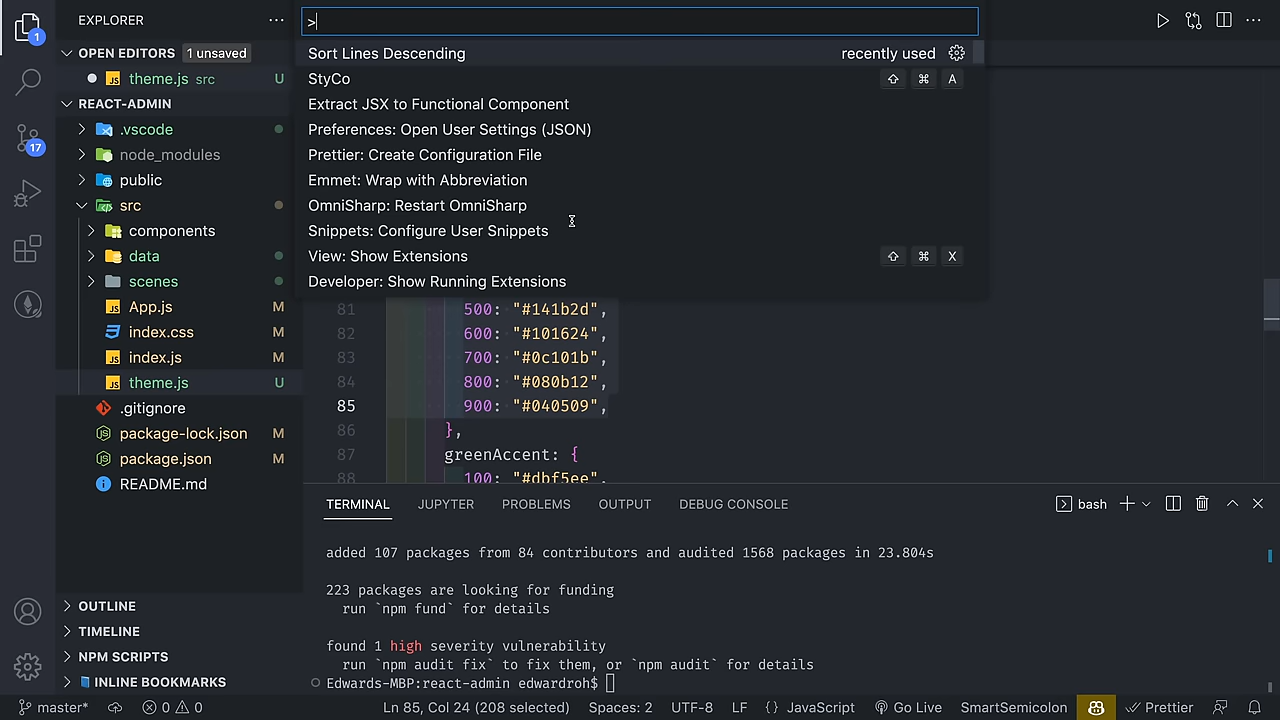 EXPLORER
OPEN EDITORS 1 unsaved
theme.js src U
REACT-ADMIN
.vscode
node_modules
public
src
components
data
scenes
App.js M
index.css M
index.js M
theme.js U
.gitignore
package-lock.json M
package.json M
README.md
OUTLINE
TIMELINE
NPM SCRIPTS
INLINE BOOKMARKS
1
17
>
Sort Lines Descending recently used
StyCo ⇧ ⌘ A
Extract JSX to Functional Component
Preferences: Open User Settings (JSON)
Prettier: Create Configuration File
Emmet: Wrap with Abbreviation
OmniSharp: Restart OmniSharp
Snippets: Configure User Snippets
View: Show Extensions ⇧ ⌘ X
Developer: Show Running Extensions
81 500: "#141b2d",
82 600: "#101624",
83 700: "#0c101b",
84 800: "#080b12",
85 900: "#040509",
86 },
87 greenAccent: {
88 100: "#dbf5ee",
TERMINAL JUPYTER PROBLEMS OUTPUT DEBUG CONSOLE bash
added 107 packages from 84 contributors and audited 1568 packages in 23.804s
223 packages are looking for funding
run `npm fund` for details
found 1 high severity vulnerability
run `npm audit fix` to fix them, or `npm audit` for details
Edwards-MBP:react-admin edwardroh$
master* 0 0 Ln 85, Col 24 (208 selected) Spaces: 2 UTF-8 LF {} JavaScript Go Live SmartSemicolon Prettier